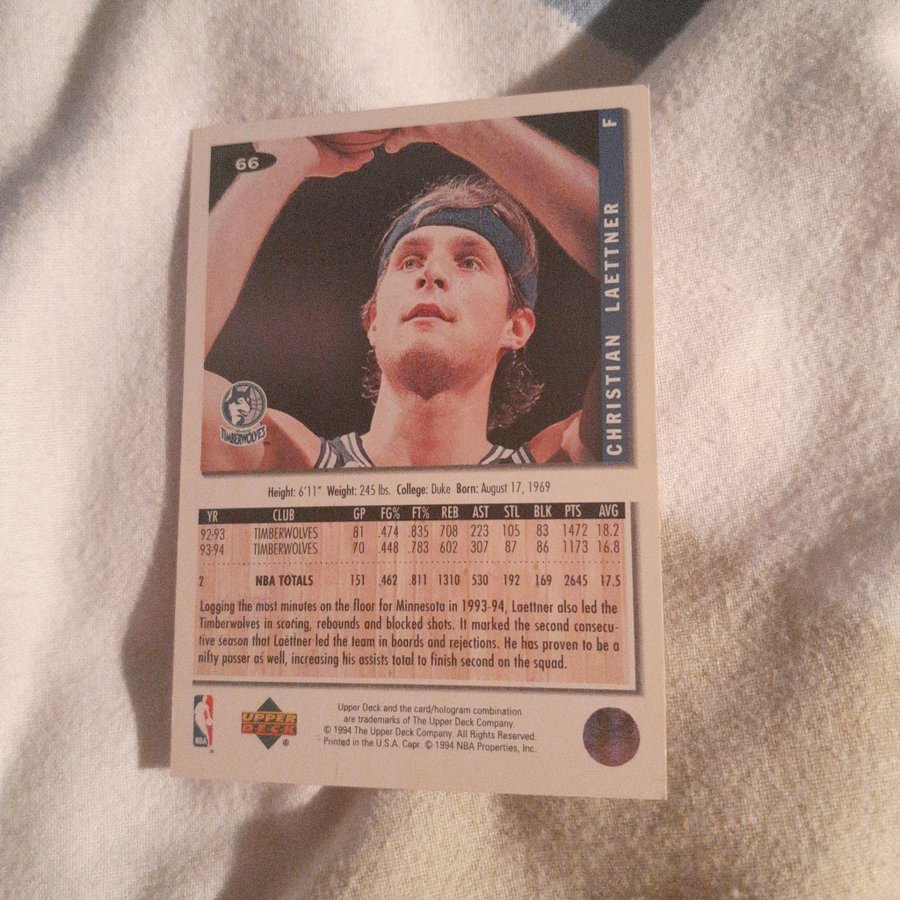 66
CHRISTIAN LAETTNER F
TIMBERWOLVES
Height: 6'11" Weight: 245 lbs. College: Duke Born: August 17, 1969
YR CLUB GP FG% FT% REB AST STL BLK PTS AVG
92-93 TIMBERWOLVES 81 .474 .835 708 223 105 83 1472 18.2
93-94 TIMBERWOLVES 70 .448 .783 602 307 87 86 1173 16.8
2 NBA TOTALS 151 .462 .811 1310 530 192 169 2645 17.5
Logging the most minutes on the floor for Minnesota in 1993-94, Laettner also led the
Timberwolves in scoring, rebounds and blocked shots. It marked the second consecu-
tive season that Laettner led the team in boards and rejections. He has proven to be a
nifty passer as well, increasing his assists total to finish second on the squad.
NBA
UPPER
DECK
®
Upper Deck and the card/hologram combination
are trademarks of The Upper Deck Company.
© 1994 The Upper Deck Company. All Rights Reserved.
Printed in the U.S.A. Copr. © 1994 NBA Properties, Inc.